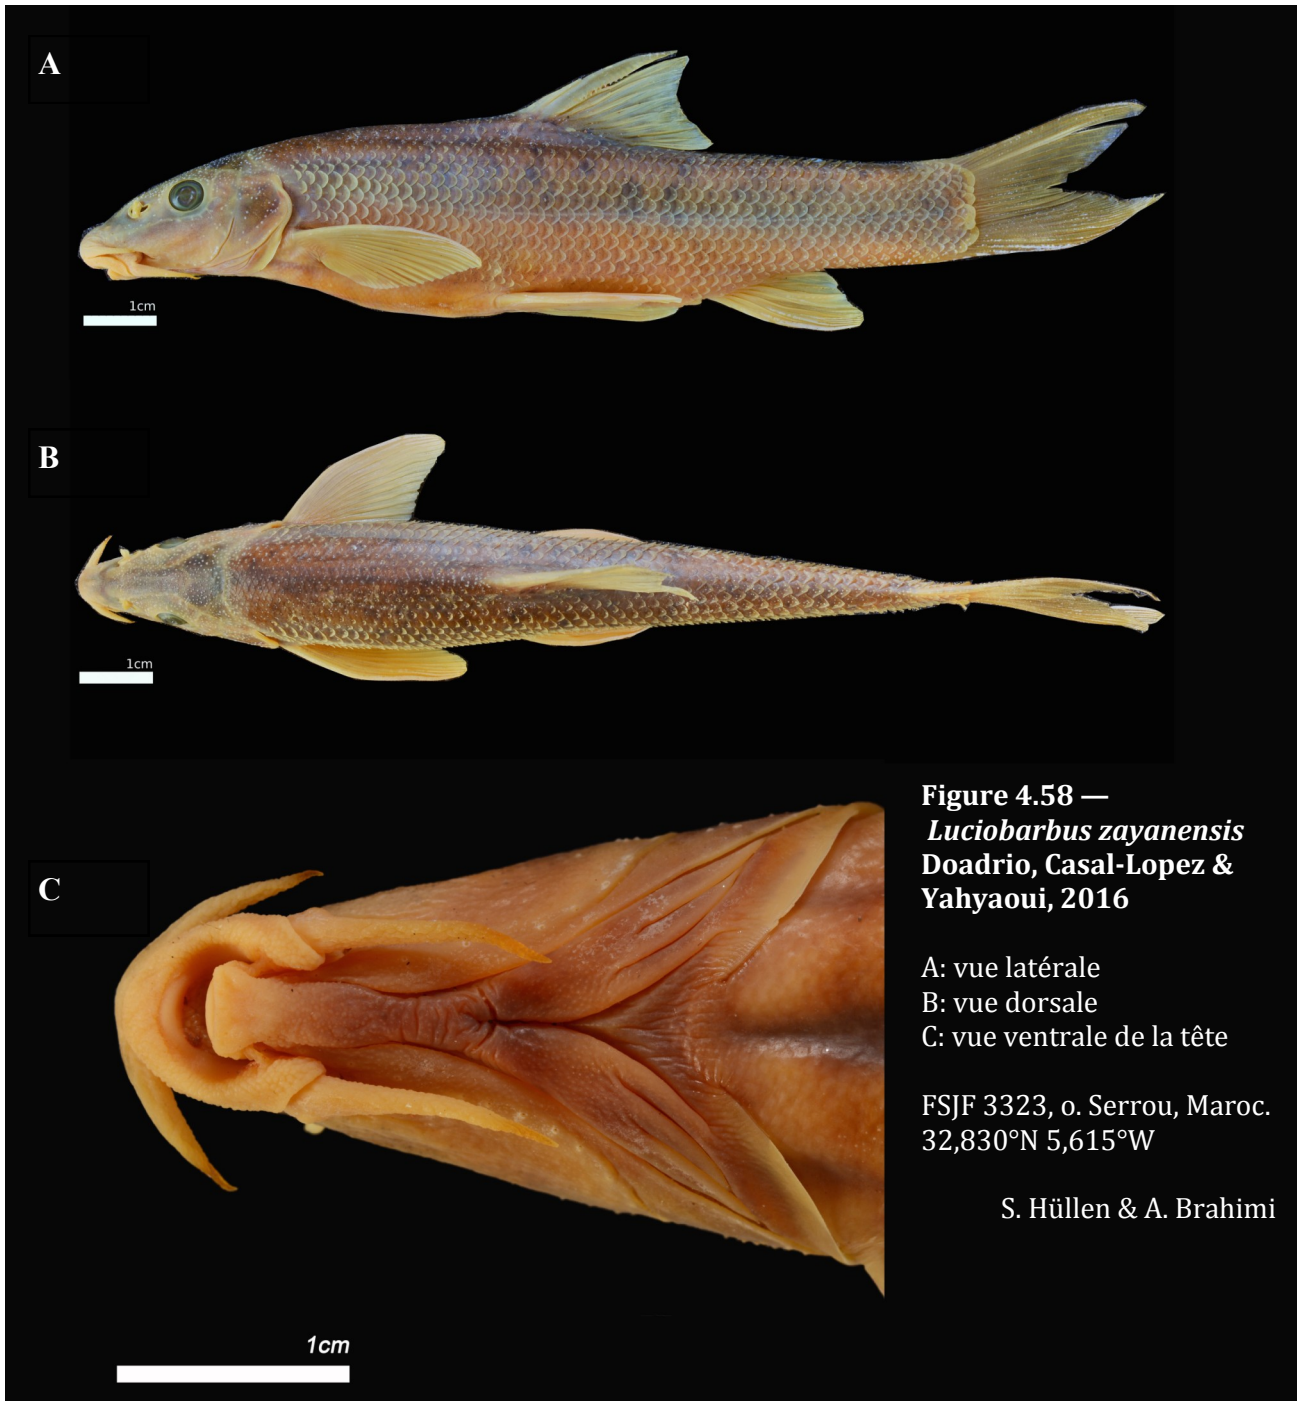 A
1cm
B
1cm
Figure 4.58 —
Luciobarbus zayanensis
Doadrio, Casal-Lopez &
Yahyaoui, 2016
C
A: vue latérale
B: vue dorsale
C: vue ventrale de la tête
FSJF 3323, o. Serrou, Maroc.
32,830°N 5,615°W
S. Hüllen & A. Brahimi
1cm